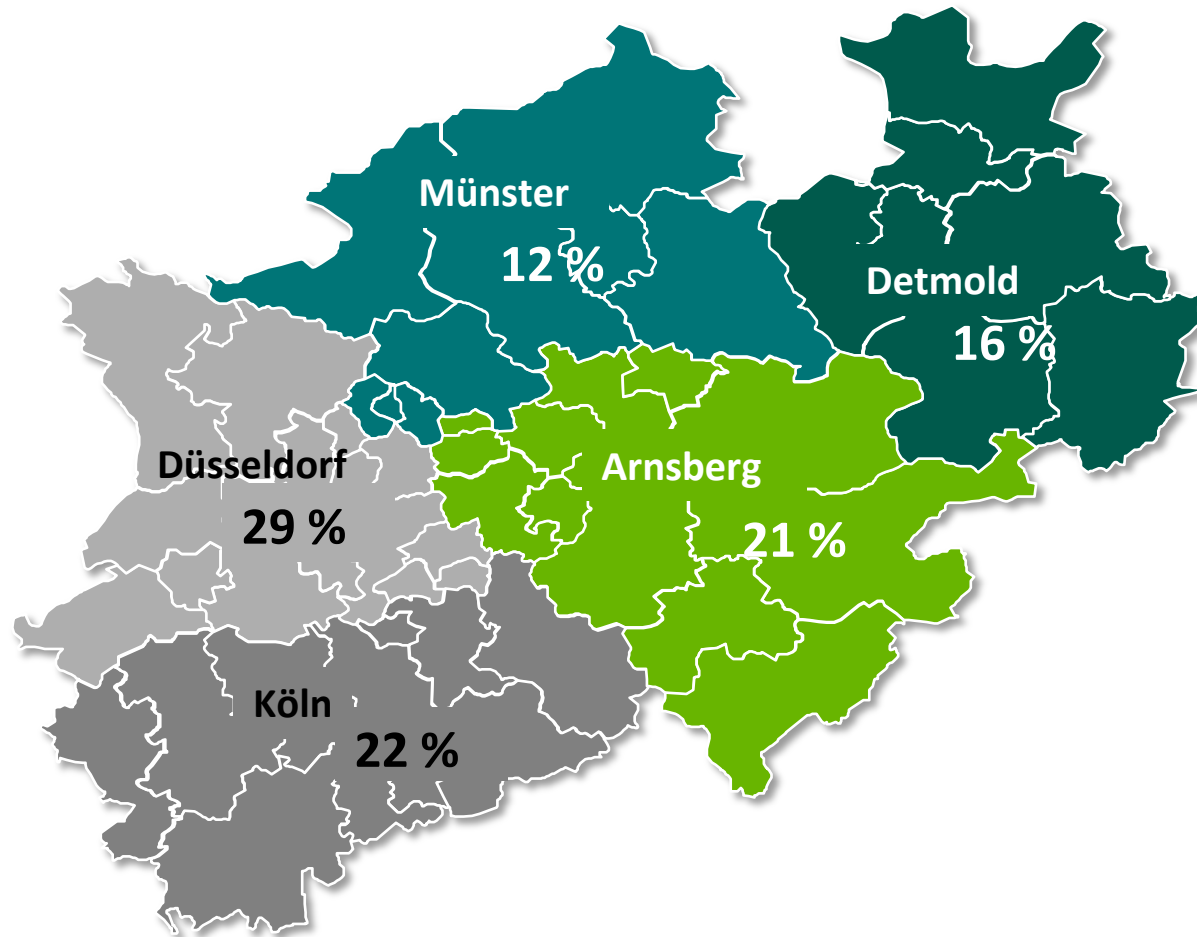 Münster
12 %
Detmold
16 %
Düsseldorf
29 %
Arnsberg
21 %
Köln
22 %